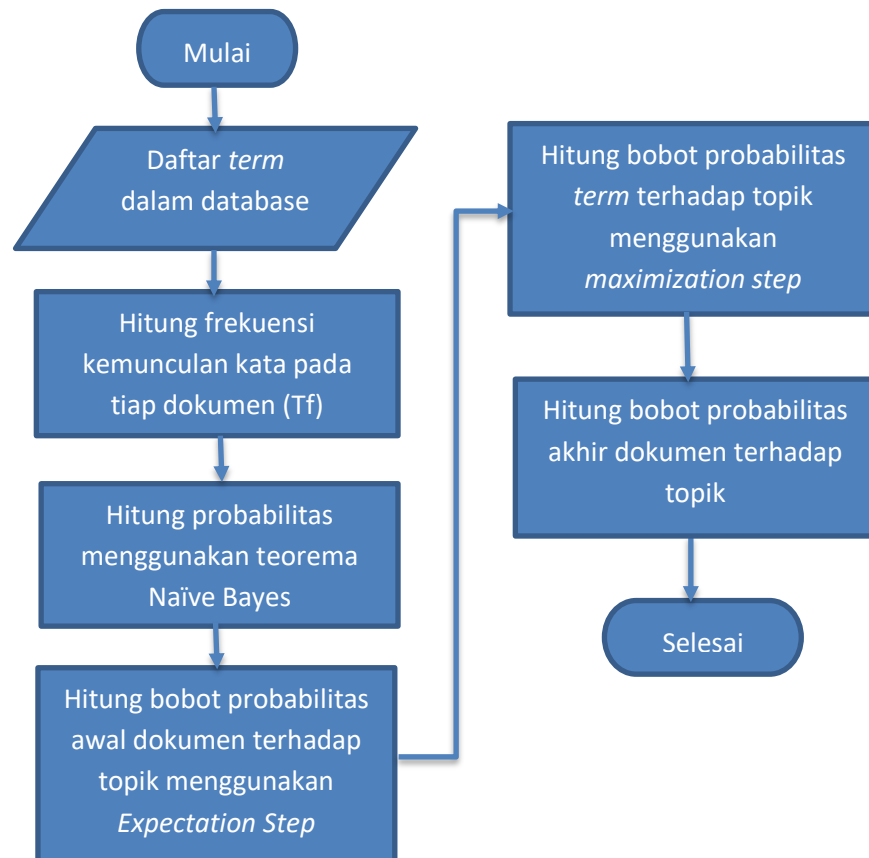 Mulai
Daftar term
dalam database
Hitung frekuensi
kemunculan kata pada
tiap dokumen (Tf)
Hitung probabilitas
menggunakan teorema
Naïve Bayes
Hitung bobot probabilitas
awal dokumen terhadap
topik menggunakan
Expectation Step
Hitung bobot probabilitas
term terhadap topik
menggunakan
maximization step
Hitung bobot probabilitas
akhir dokumen terhadap
topik
Selesai